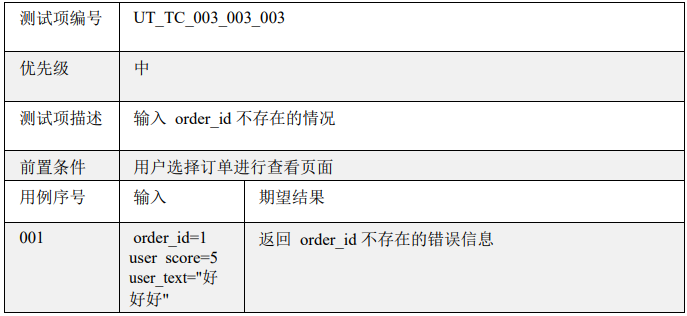 测试项编号 UT_TC_003_003_003
优先级 中
测试项描述 输入 order_id 不存在的情况
前置条件 用户选择订单进行查看页面
用例序号 输入 期望结果
001 order_id=1 返回 order_id 不存在的错误信息
user score=5
user_text="好
好好"